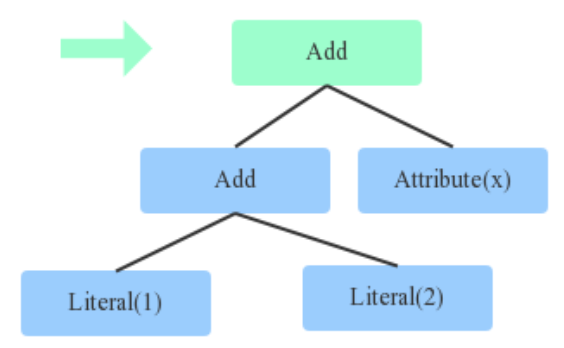 Add
Add
Attribute(x)
Literal(1)
Literal(2)